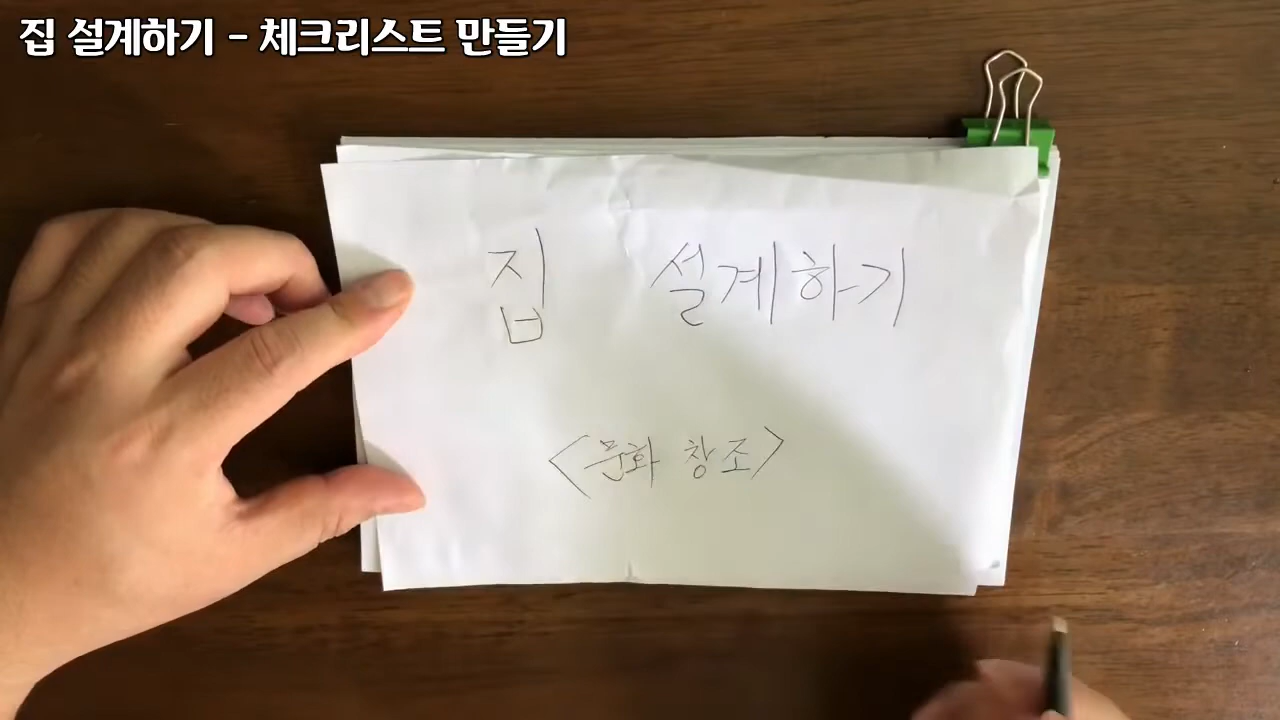 집 설계하기 - 체크리스트 만들기
집 설계하기
<문화 창조>